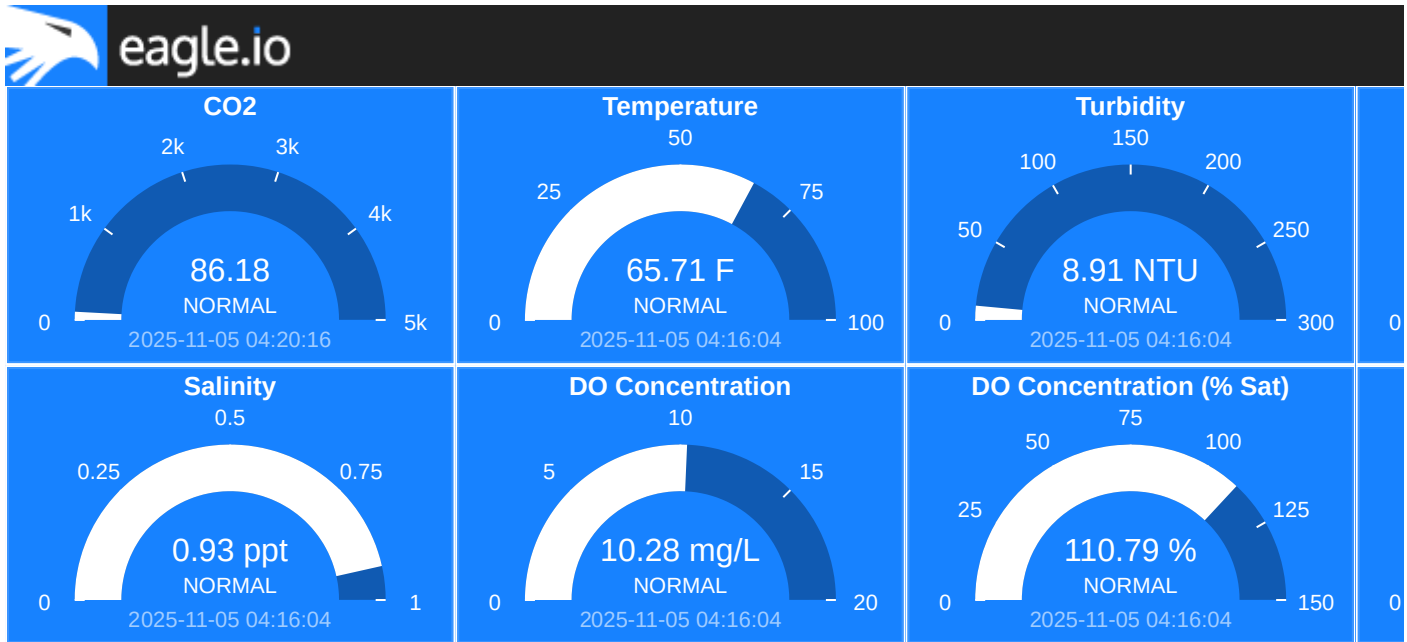 eagle.io
CO2
2k
3k
1k
4k
86.18
NORMAL
0
5k
2025-11-05 04:20:16
Temperature
50
25
75
65.71 F
NORMAL
0
100
2025-11-05 04:16:04
Turbidity
150
100
200
50
250
8.91 NTU
NORMAL
0
300
2025-11-05 04:16:04
0
Salinity
0.5
0.25
0.75
0.93 ppt
NORMAL
0
1
2025-11-05 04:16:04
DO Concentration
10
5
15
10.28 mg/L
NORMAL
0
20
2025-11-05 04:16:04
DO Concentration (% Sat)
75
50
100
25
125
110.79 %
NORMAL
0
150
2025-11-05 04:16:04
0